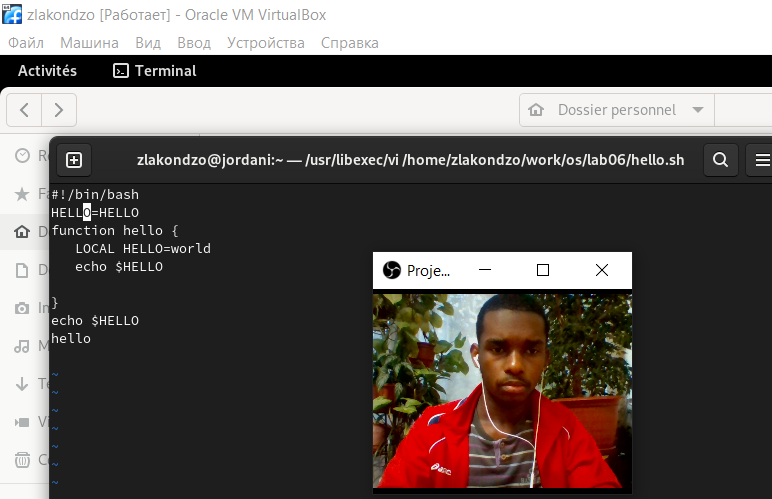 zlakondzo [Работает] - Oracle VM VirtualBox
Файл Машина Вид Ввод Устройства Справка
Activités Terminal
Dossier personnel
zlakondzo@jordani:~ — /usr/libexec/vi /home/zlakondzo/work/os/lab06/hello.sh
#!/bin/bash
HELLO=HELLO
function hello {
LOCAL HELLO=world
echo $HELLO
}
echo $HELLO
hello
~
~
~
~
~
~
~
Proje...
asics